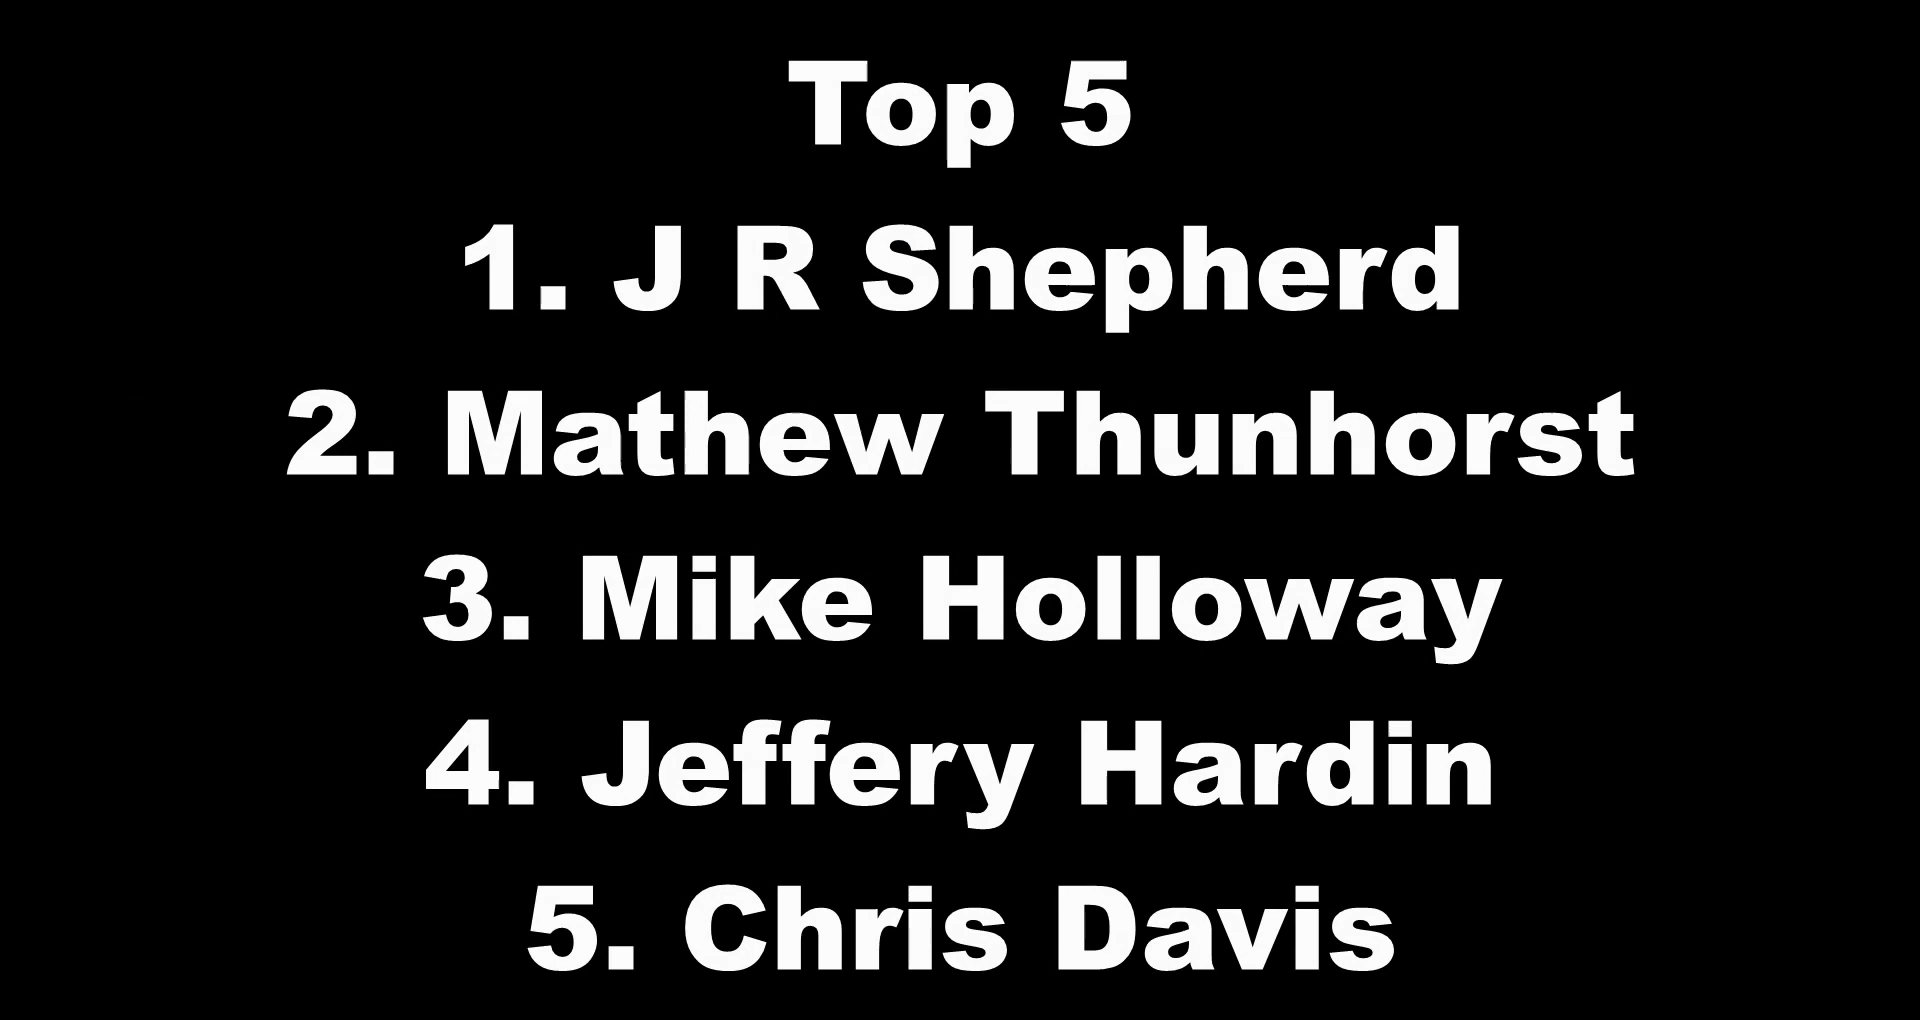 Top 5
1. J R Shepherd
2. Mathew Thunhorst
3. Mike Holloway
4. Jeffery Hardin
5. Chris Davis